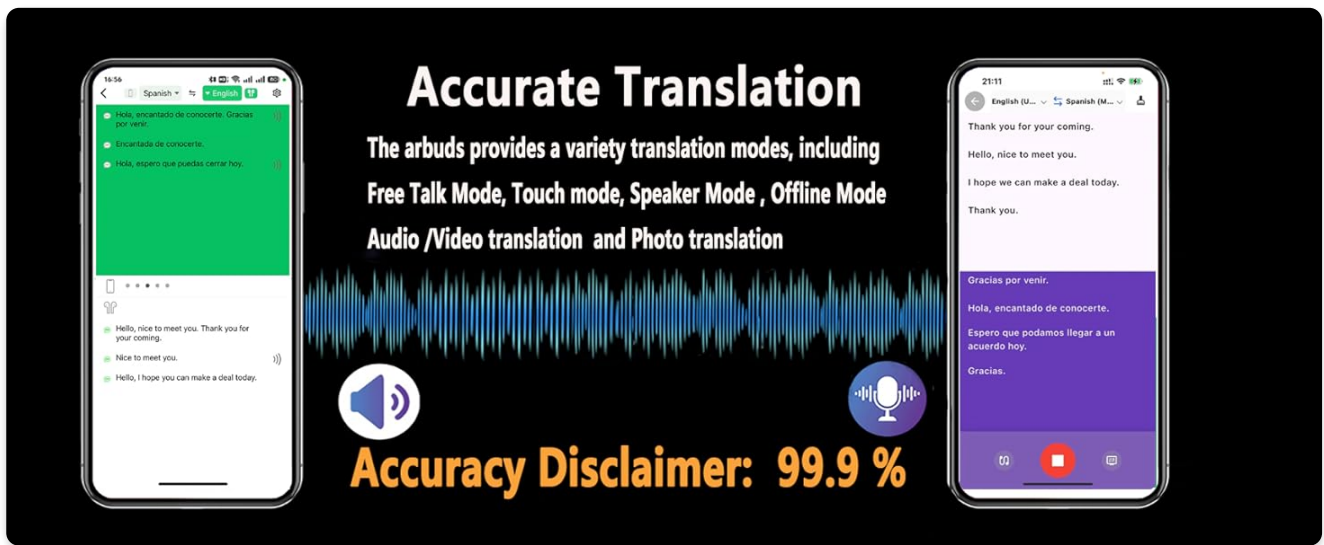 16:56
Spanish
English
Hola, encantado de conocerte. Gracias
por venir.
Encantada de conocerte.
Hola, espero que puedas cerrar hoy.
Hello, nice to meet you. Thank you for
your coming.
Nice to meet you.
Hello, I hope you can make a deal today.
Accurate Translation
The arbuds provides a variety translation modes, including
Free Talk Mode, Touch mode, Speaker Mode , Offline Mode
Audio /Video translation and Photo translation
Accuracy Disclaimer: 99.9 %
21:11
English (U... Spanish (M...
Thank you for your coming.
Hello, nice to meet you.
I hope we can make a deal today.
Thank you.
Gracias por venir.
Hola, encantado de conocerte.
Espero que podamos llegar a un
acuerdo hoy.
Gracias.